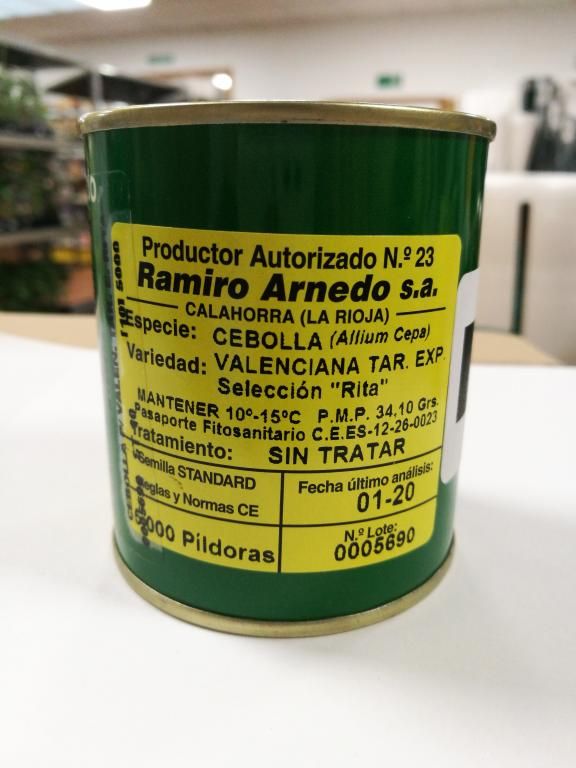 Productor Autorizado N.º 23
Ramiro Arnedo s.a.
CALAHORRA (LA RIOJA)
Especie: CEBOLLA (Allium Cepa)
Variedad: VALENCIANA TAR. EXP.
Selección "Rita"
MANTENER 10º-15ºC P.M.P. 34,10 Grs.
Pasaporte Fitosanitario C.E.ES-12-26-0023
Tratamiento: SIN TRATAR
Semilla STANDARD
Reglas y Normas CE
Fecha último análisis:
01-20
Píldoras
N.º Lote:
0005690